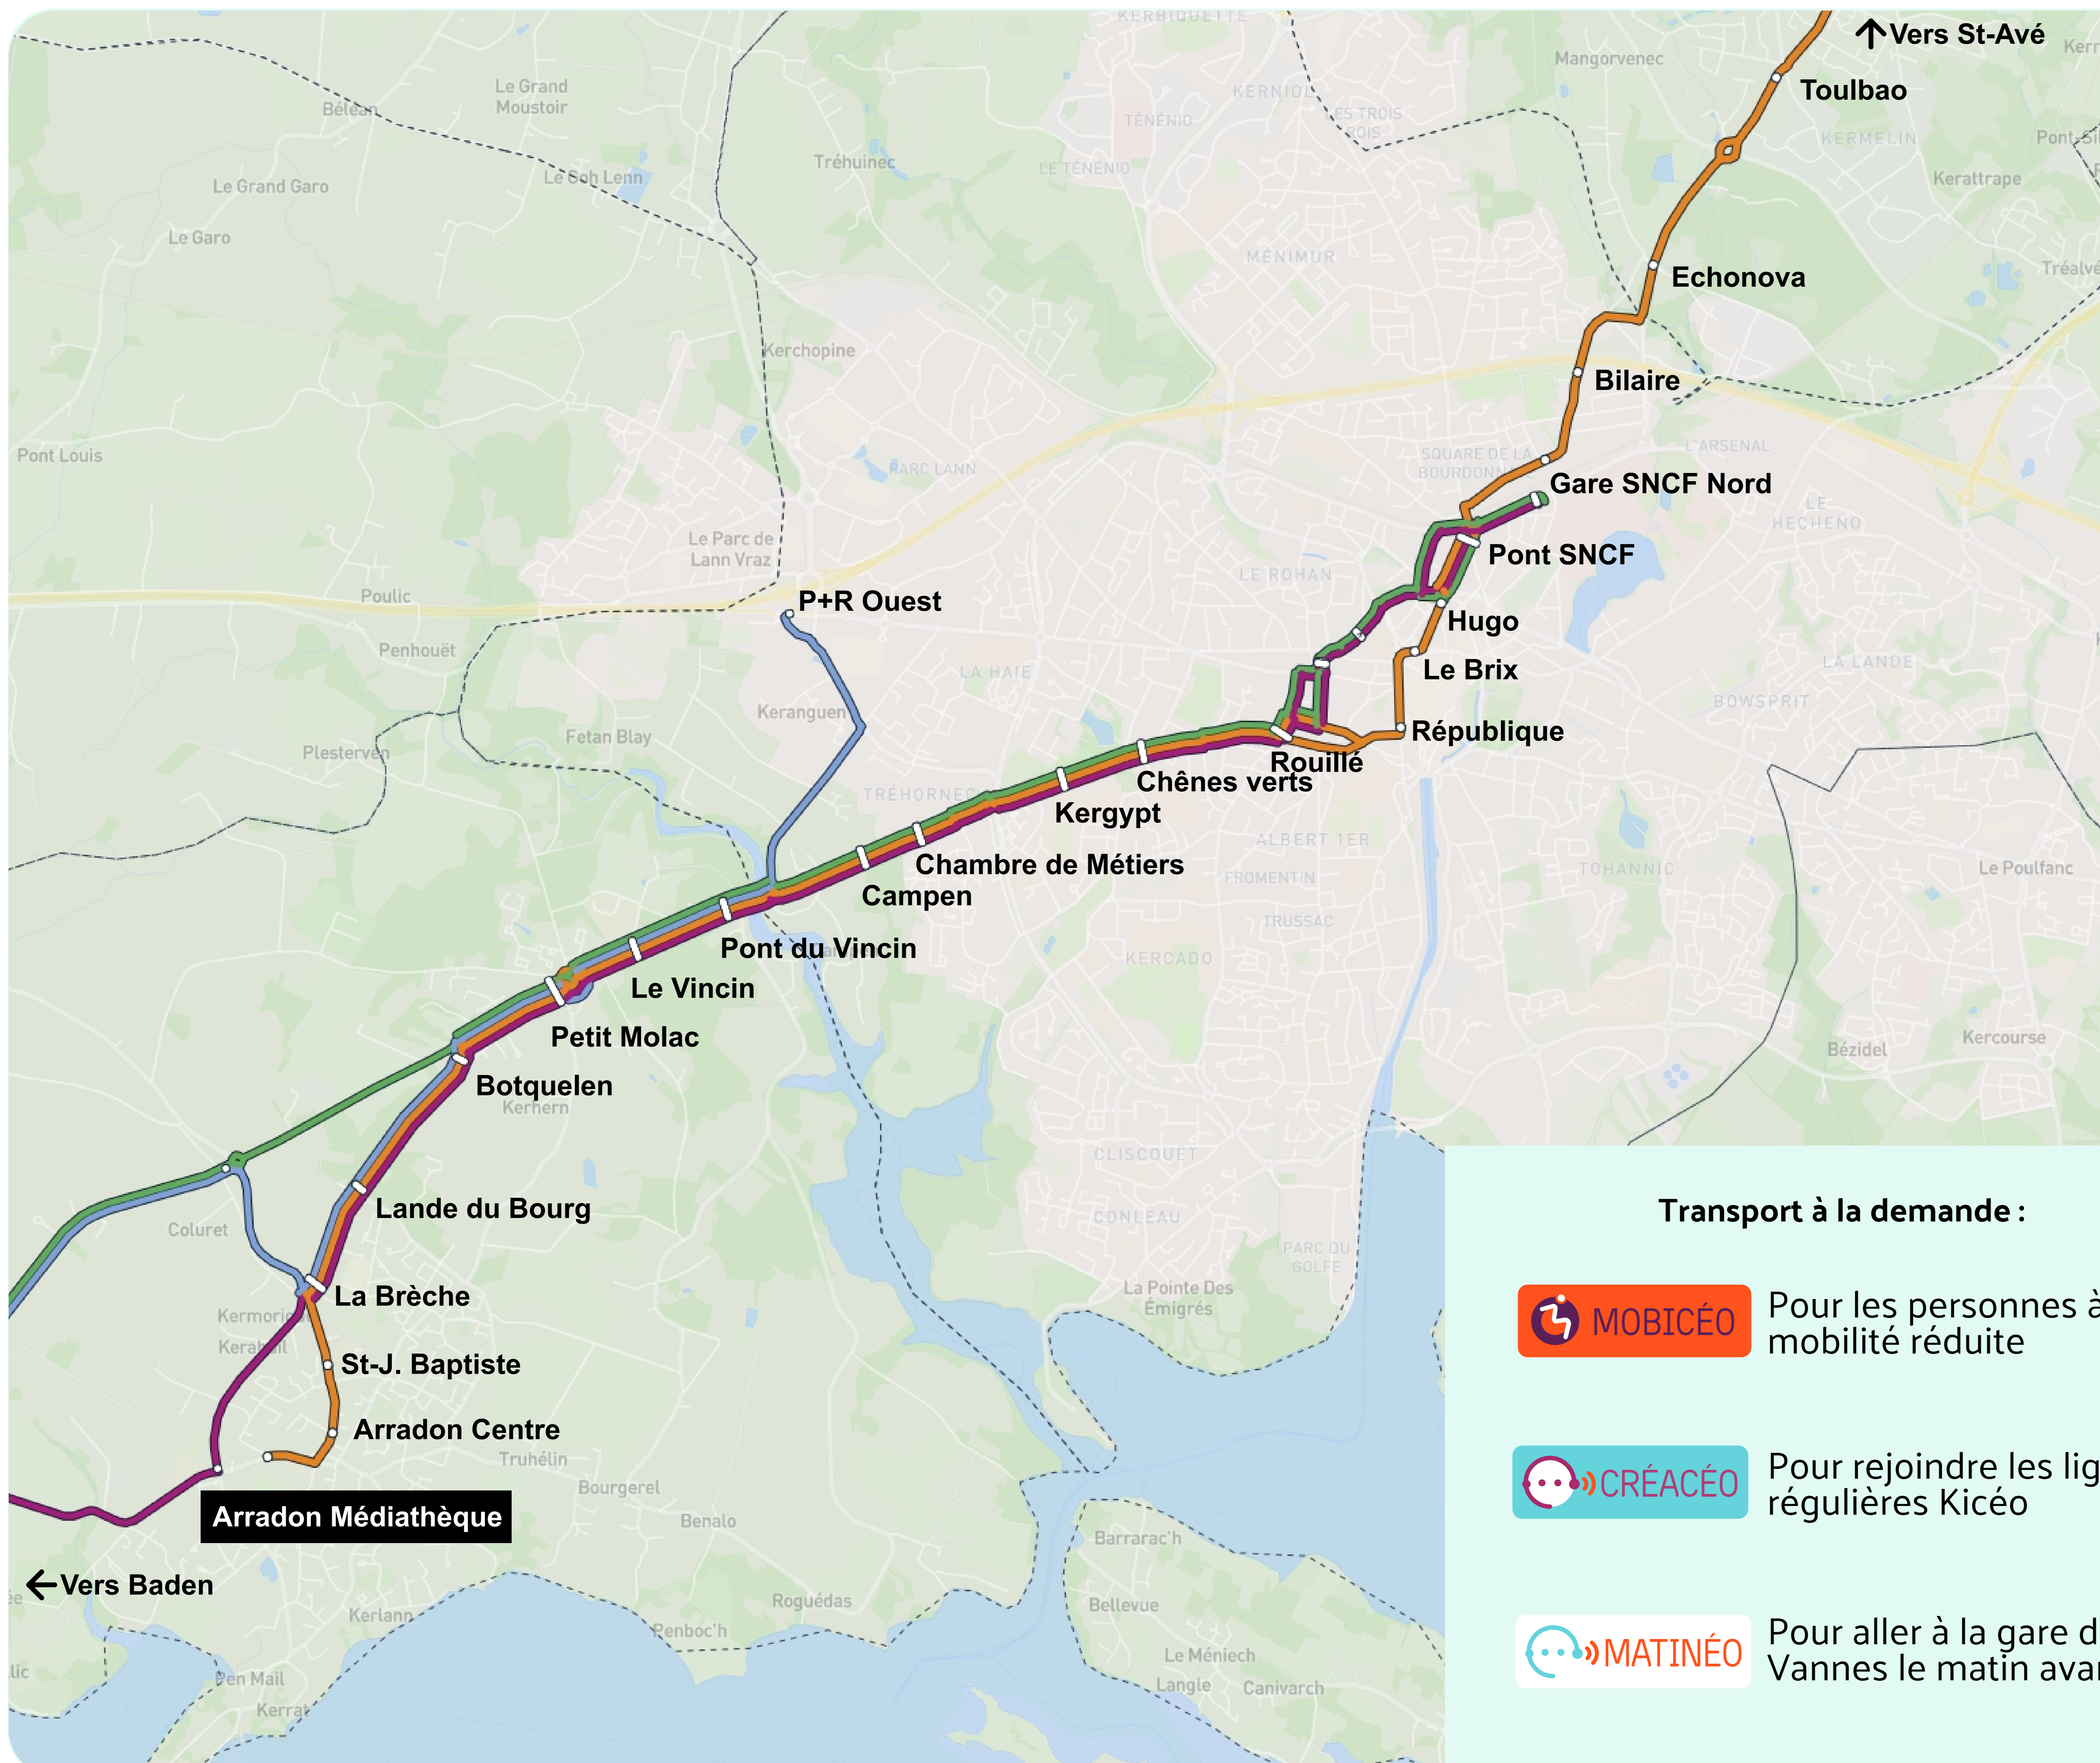 KERBIQUETTE
Vers St-Avé
Mangorvenec
Toulbao
Le Grand
Moustoir
Béléan
KERNIOL
TÉNÉNIO
LES TROIS
ROIS
KERMELIN
Tréhuinec
LE TÉNÉNIO
Le Goh Lenn
Le Grand Garo
Kerattrape
Le Garo
MÉNIMUR
Echonova
Kerchopine
Bilaire
Pont Louis
PARC LANN
SQUARE DE LA
BOURDONNAYE
L'ARSENAL
Gare SNCF Nord
LE
HECHENO
Le Parc de
Lann Vraz
Pont SNCF
LE ROHAN
Poulic
P+R Ouest
Hugo
Penhouët
LA HAIE
Le Brix
LA LANDE
BOWSPRIT
Keranguen
République
Fetan Blay
Plesterven
Rouillé
Chênes verts
TRÉHORNEC
Kergypt
ALBERT 1ER
Chambre de Métiers
TOHANNIC
Le Poulfanc
FROMENTIN
Campen
TRUSSAC
Pont du Vincin
KERCADO
Le Vincin
Petit Molac
Kercourse
Bézidel
Botquelen
Kerhern
CLISCOUET
Lande du Bourg
CONLEAU
Coluret
PARC DU
GOLFE
La Pointe Des
Émigrés
La Brèche
St-J. Baptiste
Arradon Centre
Truhélin
Bourgerel
Arradon Médiathèque
Benalo
Barrarac'h
Vers Baden
Roguédas
Bellevue
Kerlann
Penboc'h
Le Méniech
Langle
Canivarch
Pen Mail
Kerrat
Transport à la demande :
MOBICÉO
Pour les personnes à
mobilité réduite
CRÉACÉO
Pour rejoindre les
régulières Kicéo
MATINÉO
Pour aller à la gare
Vannes le matin